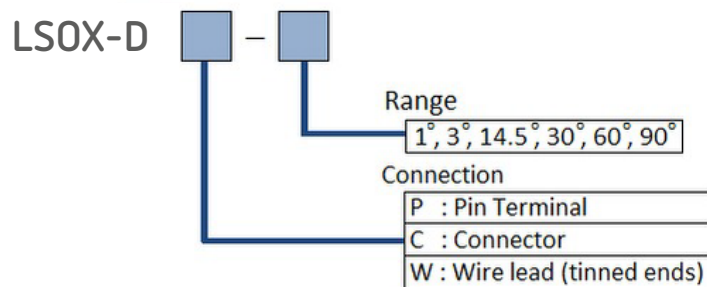 LSOX-D –
Range
1°, 3°, 14.5°, 30°, 60°, 90°
Connection
P : Pin Terminal
C : Connector
W : Wire lead (tinned ends)